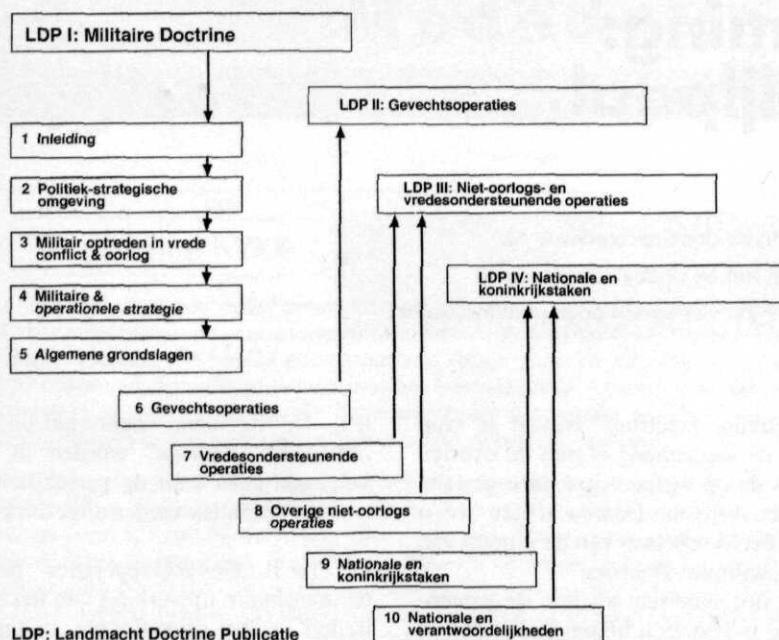 LDP I: Militaire Doctrine
LDP II: Gevechtsoperaties
1 Inleiding
LDP III: Niet-oorlogs- en
vredesondersteunende operaties
2 Politiek-strategische
omgeving
3 Militair optreden in vrede
conflict & oorlog
LDP IV: Nationale en
koninkrijkstaken
4 Militaire &
operationele strategie
5 Algemene grondslagen
6 Gevechtsoperaties
7 Vredesondersteunende
operaties
8 Overige niet-oorlogs
operaties
9 Nationale en
koninkrijkstaken
10 Nationale en
verantwoordelijkheden
LDP: Landmacht Doctrine Publicatie